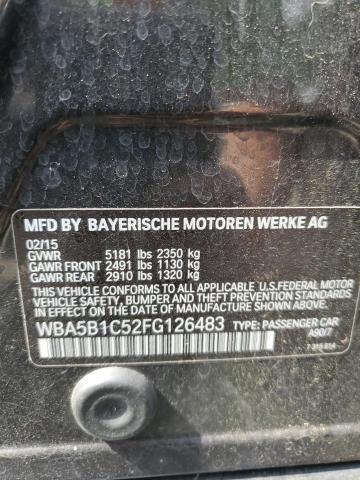 MFD BY BAYERISCHE MOTOREN WERKE AG
02/15
GVWR 5181 lbs 2350 kg
GAWR FRONT 2491 lbs 1130 kg
GAWR REAR 2910 lbs 1320 kg
THIS VEHICLE CONFORMS TO ALL APPLICABLE U.S.FEDERAL MOTOR
VEHICLE SAFETY, BUMPER, AND THEFT PREVENTION STANDARDS
IN EFFECT ON THE DATE OF MANUFACTURE SHOWN ABOVE.
WBA5B1C52FG126483 TYPE: PASSENGER CAR
A90/7